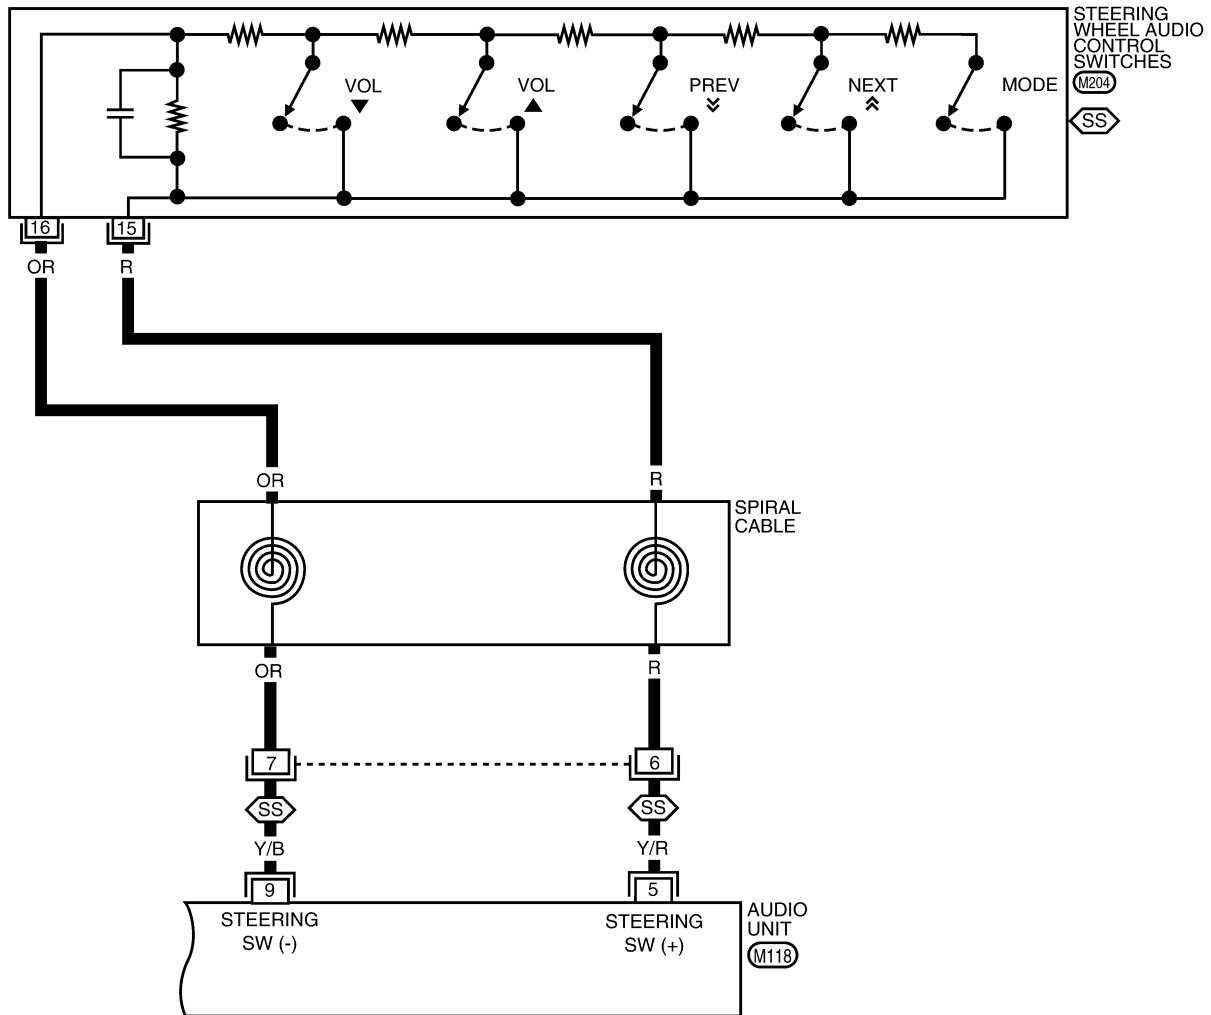 STEERING
WHEEL AUDIO
CONTROL
SWITCHES
M204
SS
VOL
VOL
PREV
NEXT
MODE
16
15
OR
R
OR
R
SPIRAL
CABLE
OR
R
7
6
SS
SS
Y/B
Y/R
9
5
STEERING
SW (-)
STEERING
SW (+)
AUDIO
UNIT
M118